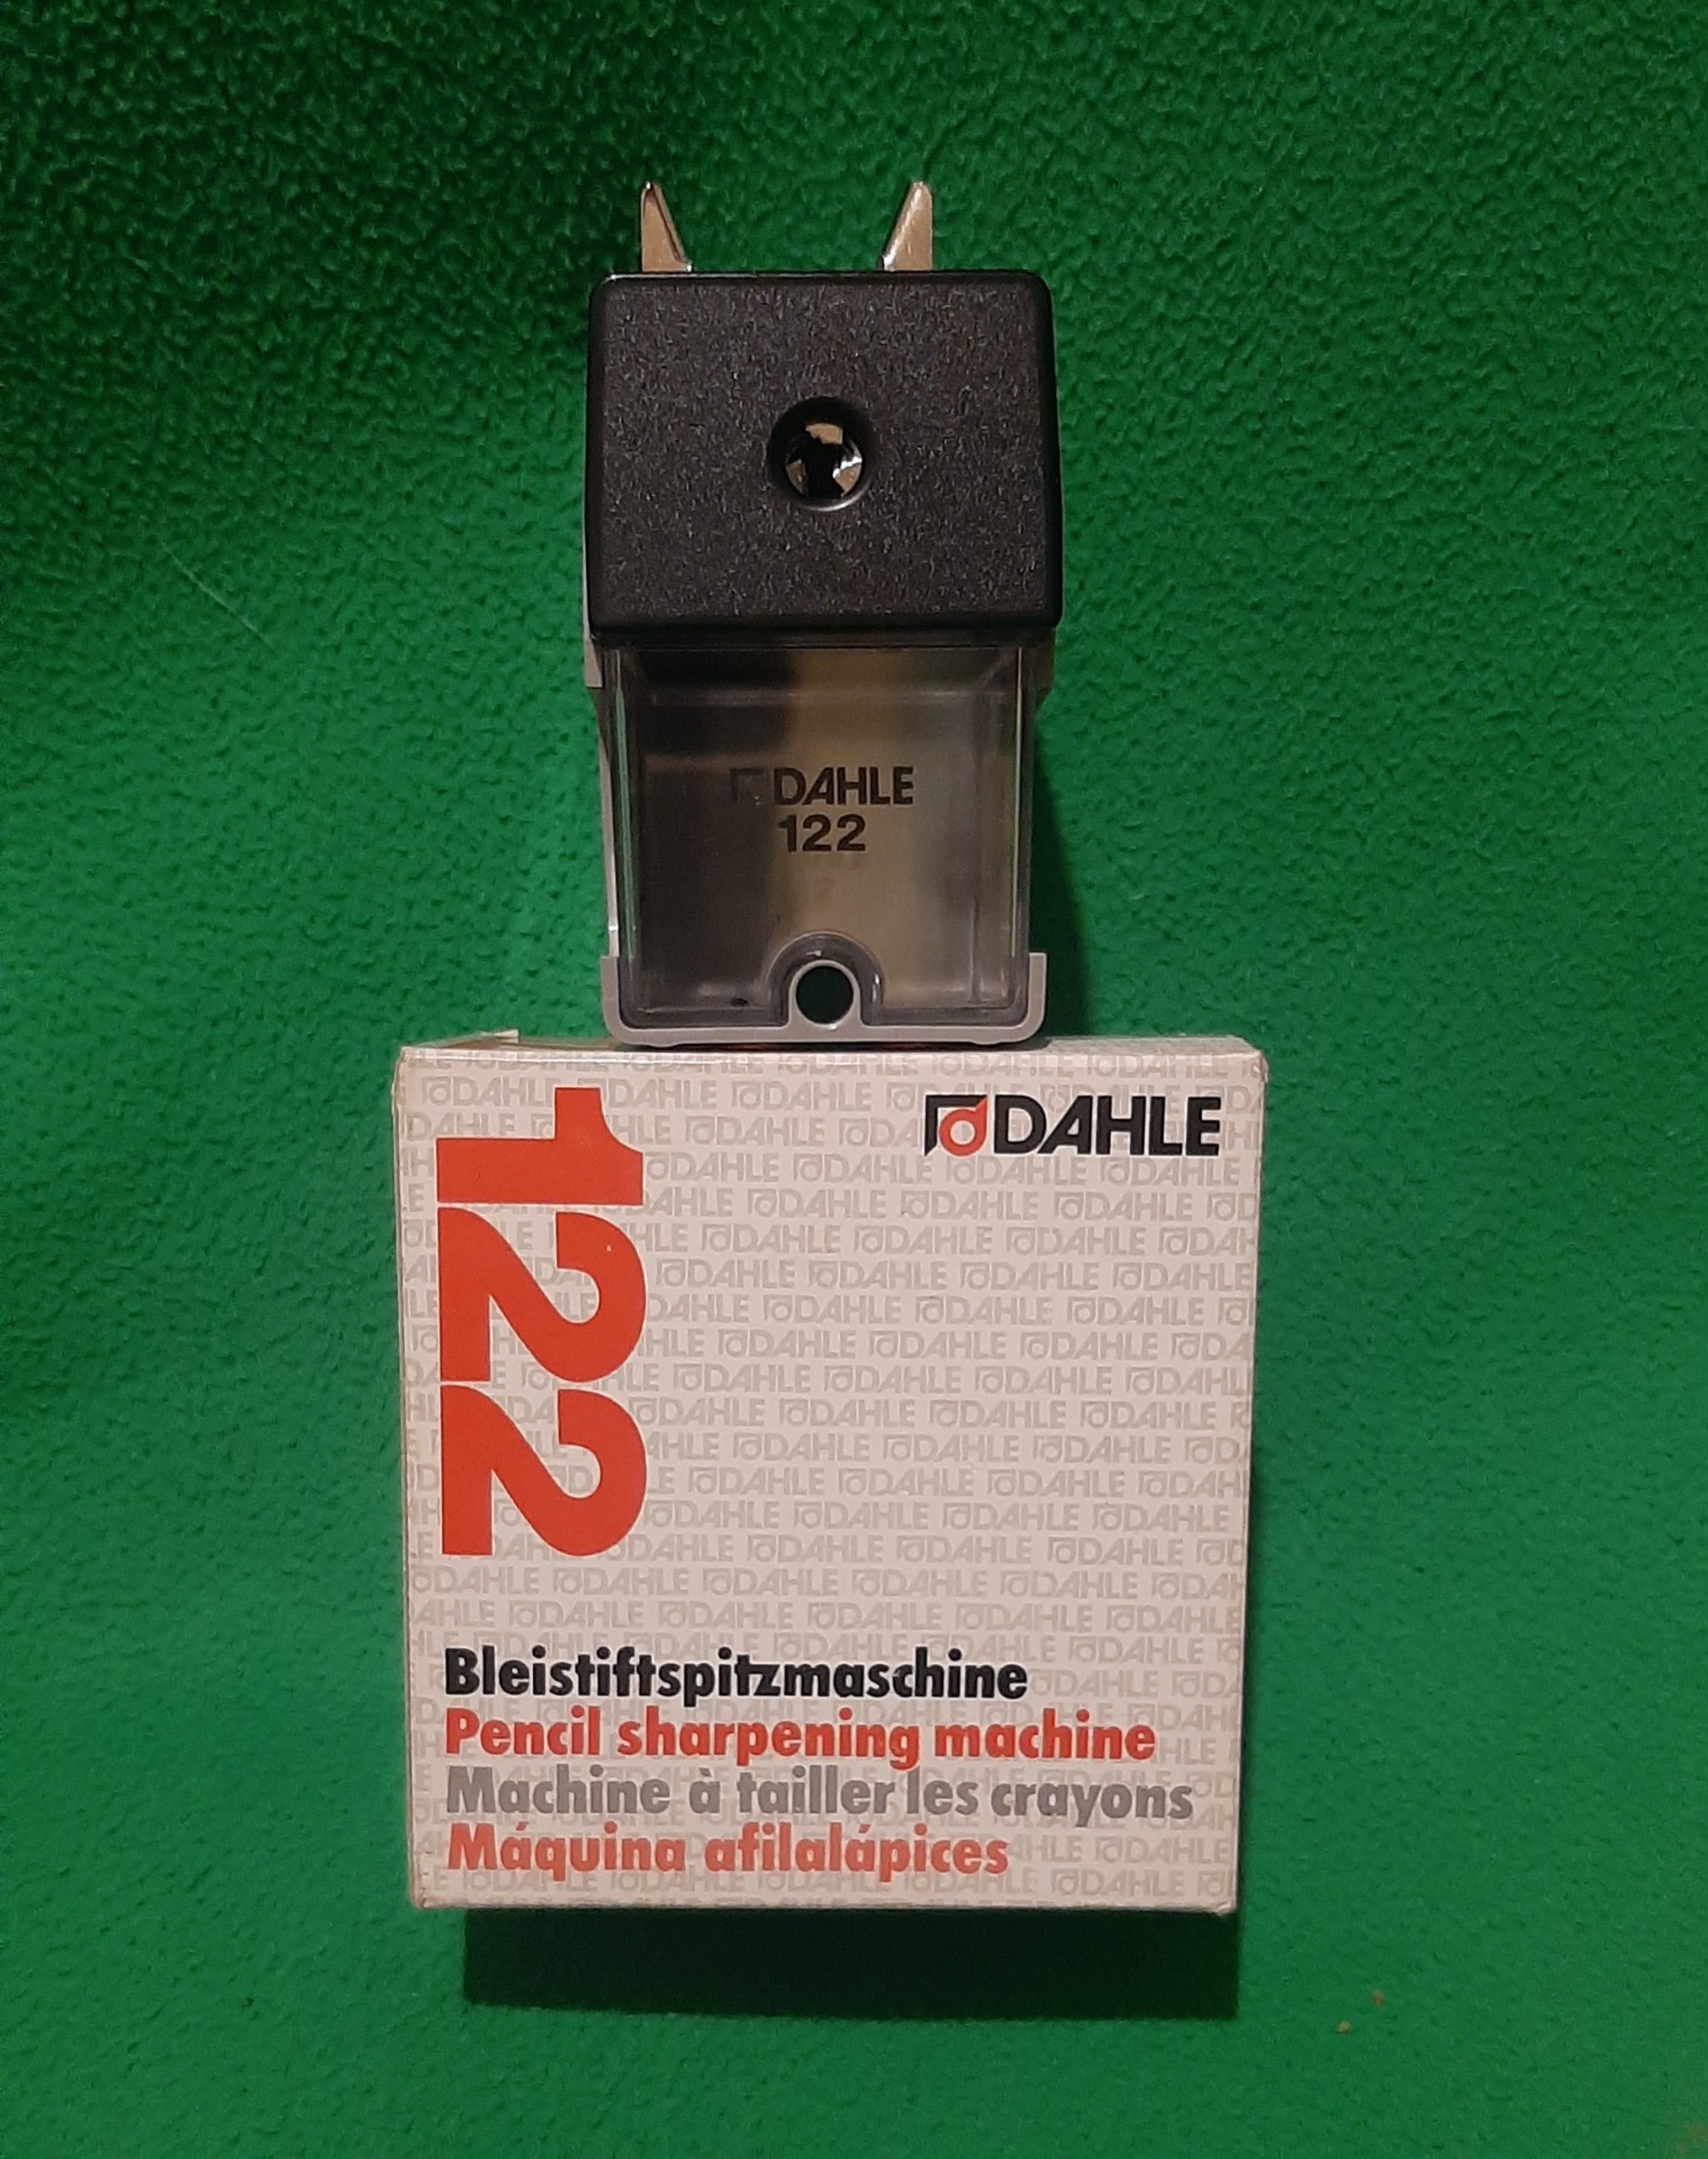 DAHLE
122
DAHLE
122
Bleistiftspitzmaschine
Pencil sharpening machine
Machine à tailler les crayons
Máquina afilalápices